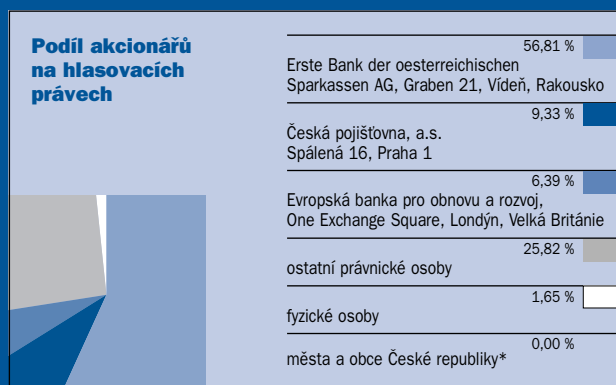 Podíl akcionářů
na hlasovacích
právech
56,81 %
Erste Bank der oesterreichischen
Sparkassen AG, Graben 21, Vídeň, Rakousko
9,33 %
Česká pojišťovna, a.s.
Spálená 16, Praha 1
6,39 %
Evropská banka pro obnovu a rozvoj,
One Exchange Square, Londýn, Velká Británie
25,82 %
ostatní právnické osoby
1,65 %
fyzické osoby
0,00 %
města a obce České republiky*